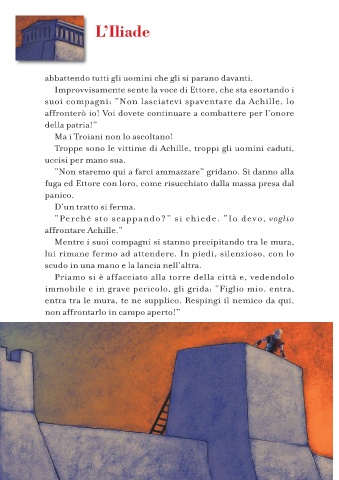 L'Iliade
abbattendo tutti gli uomini che gli si parano davanti.
Improvvisamente sente la voce di Ettore, che sta esortando i
suoi compagni: "Non lasciatevi spaventare da Achille, lo
affronterò io! Voi dovete continuare a combattere per l'onore
della patria!"
Ma i Troiani non lo ascoltano!
Troppe sono le vittime di Achille, troppi gli uomini caduti,
uccisi per mano sua.
"Non staremo qui a farci ammazzare" gridano. Si danno alla
fuga ed Ettore con loro, come risucchiato dalla massa presa dal
panico.
D'un tratto si ferma.
"Perché sto scappando?" si chiede. "Io devo, voglio
affrontare Achille."
Mentre i suoi compagni si stanno precipitando tra le mura,
lui rimane fermo ad attendere. In piedi, silenzioso, con lo
scudo in una mano e la lancia nell'altra.
Priamo si è affacciato alla torre della città e, vedendolo
immobile e in grave pericolo, gli grida: "Figlio mio, entra,
entra tra le mura, te ne supplico. Respingi il nemico da qui,
non affrontarlo in campo aperto!"